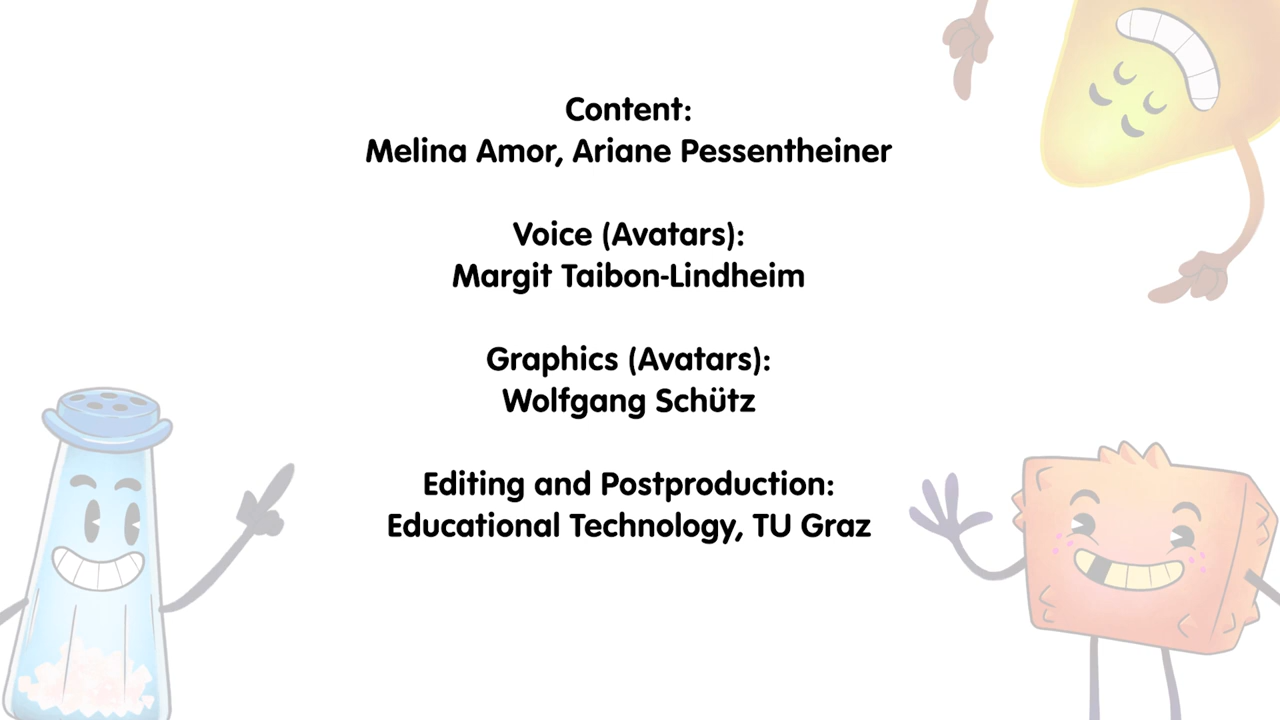 Content:
Melina Amor, Ariane Pessentheiner
Voice (Avatars):
Margit Taibon-Lindheim
Graphics (Avatars):
Wolfgang Schütz
Editing and Postproduction:
Educational Technology, TU Graz